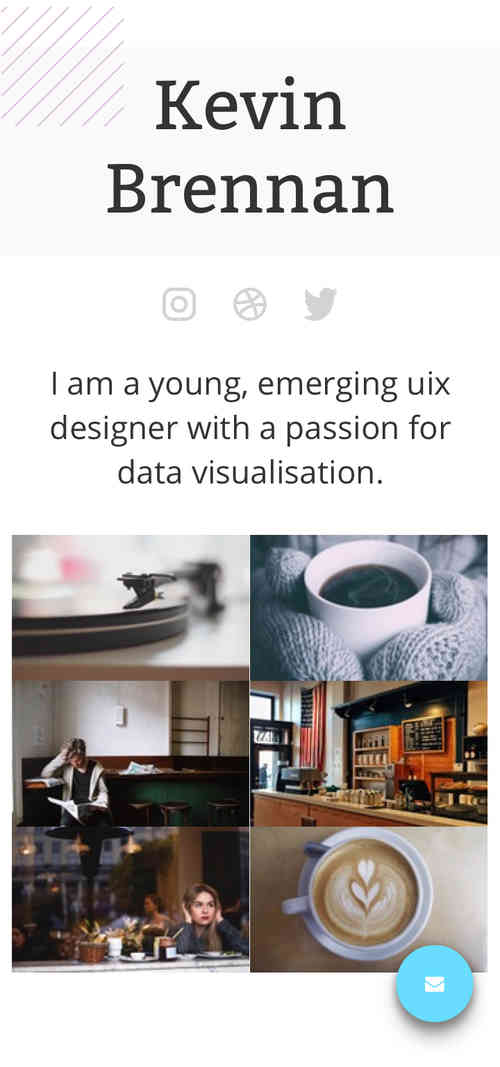 Kevin
Brennan
I am a young, emerging uix
designer with a passion for
data visualisation.